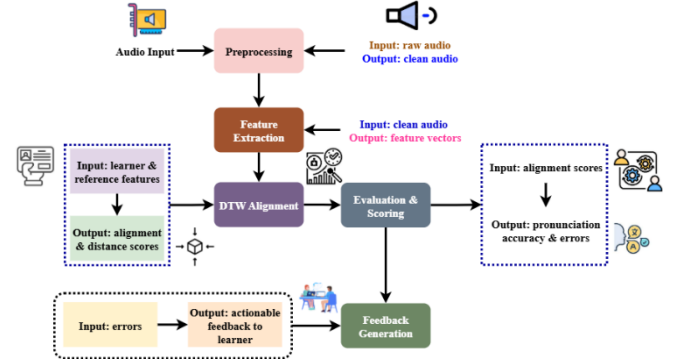 Audio Input
Preprocessing
Input: raw audio
Output: clean audio
Feature
Extraction
Input: clean audio
Output: feature vectors
Input: learner &
reference features
Output: alignment
& distance scores
DTW Alignment
Evaluation &
Scoring
Input: alignment scores
Output: pronunciation
accuracy & errors
Input: errors
Output: actionable
feedback to
learner
Feedback
Generation